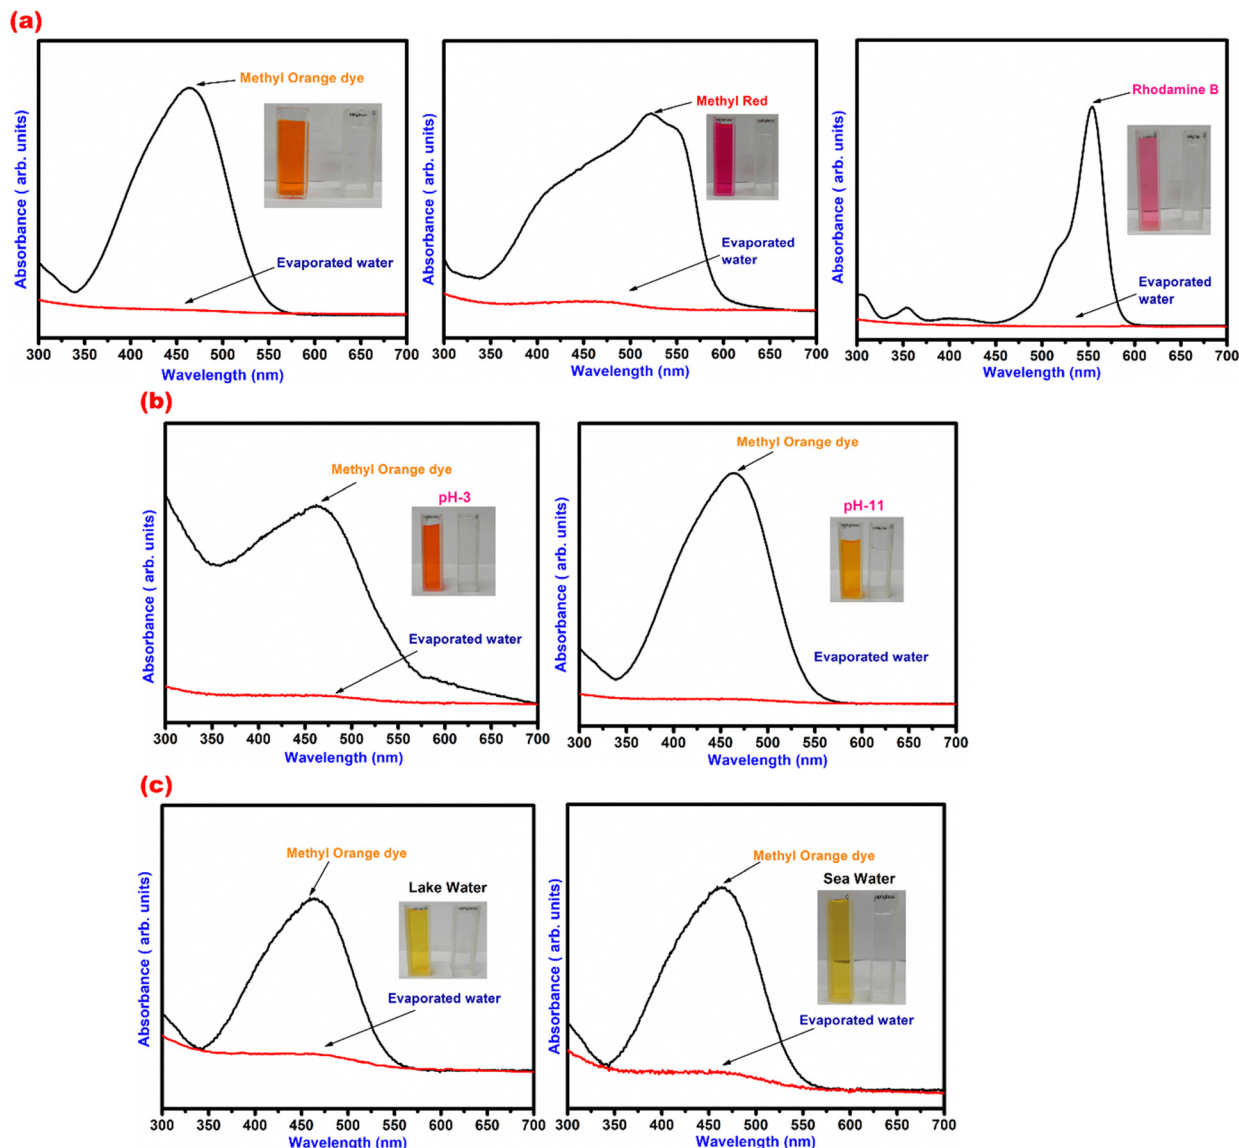 (a)
Methyl Orange dye
Evaporated water
Absorbance ( arb. units)
300 350 400 450 500 550 600 650 700
Wavelength (nm)
Methyl Red
Evaporated
water
Absorbance ( arb. units)
300 350 400 450 500 550 600 650 700
Wavelength (nm)
Rhodamine B
Evaporated
water
Absorbance ( arb. units)
300 350 400 450 500 550 600 650 700
Wavelength (nm)
(b)
Methyl Orange dye
pH-3
Evaporated water
Absorbance ( arb. units)
300 350 400 450 500 550 600 650 700
Wavelength (nm)
Methyl Orange dye
pH-11
Evaporated water
Absorbance ( arb. units)
300 350 400 450 500 550 600 650 700
Wavelength (nm)
(c)
Methyl Orange dye
Lake Water
Evaporated water
Absorbance ( arb. units)
300 350 400 450 500 550 600 650 700
Wavelength (nm)
Methyl Orange dye
Sea Water
Evaporated water
Absorbance ( arb. units)
300 350 400 450 500 550 600 650 700
Wavelength (nm)